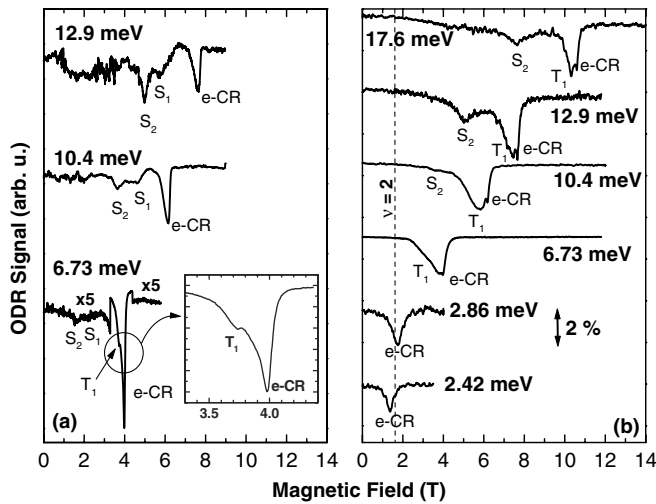 ODR Signal (arb. u.)
12.9 meV
S1
S2
e-CR
10.4 meV
S2
S1
e-CR
6.73 meV
x5
x5
S2
S1
T1
e-CR
(a)
T1
e-CR
3.5
4.0
0 2 4 6 8 10 12 14
17.6 meV
S2
T1
e-CR
12.9 meV
S2
T1
e-CR
10.4 meV
S2
T1
e-CR
ν = 2
6.73 meV
T1
e-CR
2.86 meV
e-CR
2 %
2.42 meV
e-CR
(b)
0 2 4 6 8 10 12 14
Magnetic Field (T)